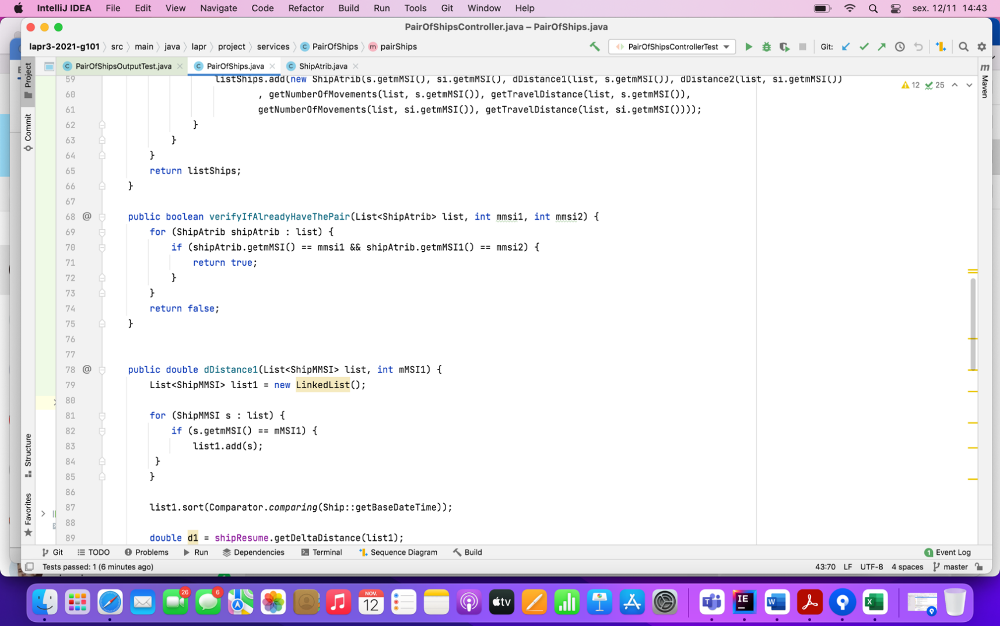 IntelliJ IDEA File Edit View Navigate Code Refactor Build Run Tools Git Window Help sex. 12/11 14:43
PairOfShipsController.java – PairOfShips.java
lapr3-2021-g101 src main java lapr project services PairOfShips pairShips PairOfShipsControllerTest Git:
PairOfShipsOutputTest.java PairOfShips.java ShipAtrib.java
12 25
Project
Commit
Structure
Favorites
Maven
59 listShips.add(new ShipAtrib(s.getmMSI(), si.getmMSI(), dDistance1(list, s.getmMSI()), dDistance2(list, si.getmMSI())
60 , getNumberOfMovements(list, s.getmMSI()), getTravelDistance(list, s.getmMSI()),
61 getNumberOfMovements(list, si.getmMSI()), getTravelDistance(list, si.getmMSI())));
62 }
63 }
64 }
65 return listShips;
66 }
67
68 @ public boolean verifyIfAlreadyHaveThePair(List<ShipAtrib> list, int mmsi1, int mmsi2) {
69 for (ShipAtrib shipAtrib : list) {
70 if (shipAtrib.getmMSI() == mmsi1 && shipAtrib.getmMSI1() == mmsi2) {
71 return true;
72 }
73 }
74 return false;
75 }
76
77
78 @ public double dDistance1(List<ShipMMSI> list, int mMSI1) {
79 List<ShipMMSI> list1 = new LinkedList();
80
81 for (ShipMMSI s : list) {
82 if (s.getmMSI() == mMSI1) {
83 list1.add(s);
84 }
85 }
86
87 list1.sort(Comparator.comparing(Ship::getBaseDateTime));
88
89 double d1 = shipResume.getDeltaDistance(list1);
Git TODO Problems Run Dependencies Terminal Sequence Diagram Build 1 Event Log
Tests passed: 1 (6 minutes ago) 43:70 LF UTF-8 4 spaces master
26 6 NOV. 12 tv IE W X